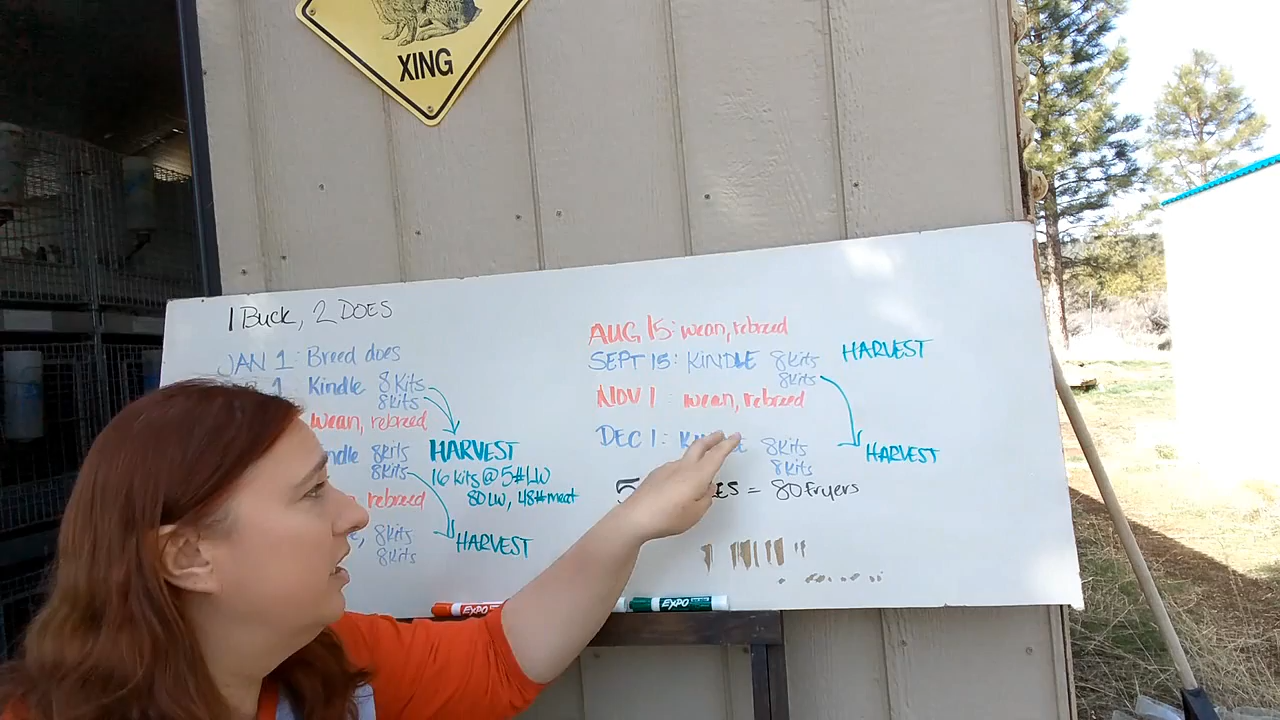 XING
1 Buck, 2 DOES
JAN 1: Breed does
1 Kindle 8 Kits
8 Kits
wean, rebreed
8 Kits
8 Kits
rebreed
8 Kits
8 Kits
HARVEST
16 kits @ 5# LW
80 LW, 48# meat
HARVEST
AUG 15: wean, rebreed
SEPT 15: KINDLE 8 Kits
8 Kits
HARVEST
NOV 1: wean, rebreed
DEC 1: 8 Kits
8 Kits
HARVEST
= 80 fryers
EXPO
EXPO